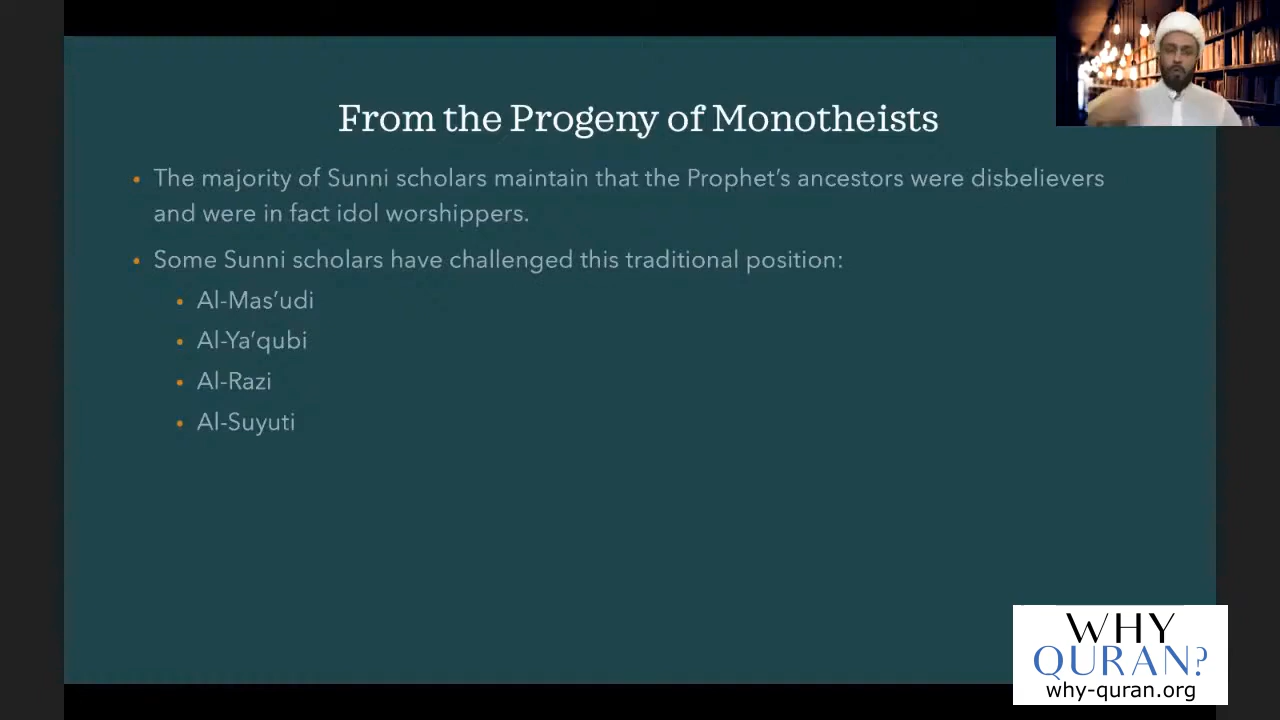 From the Progeny of Monotheists
• The majority of Sunni scholars maintain that the Prophet’s ancestors were disbelievers
and were in fact idol worshippers.
• Some Sunni scholars have challenged this traditional position:
• Al-Mas’udi
• Al-Ya’qubi
• Al-Razi
• Al-Suyuti
WHY
QURAN?
why-quran.org